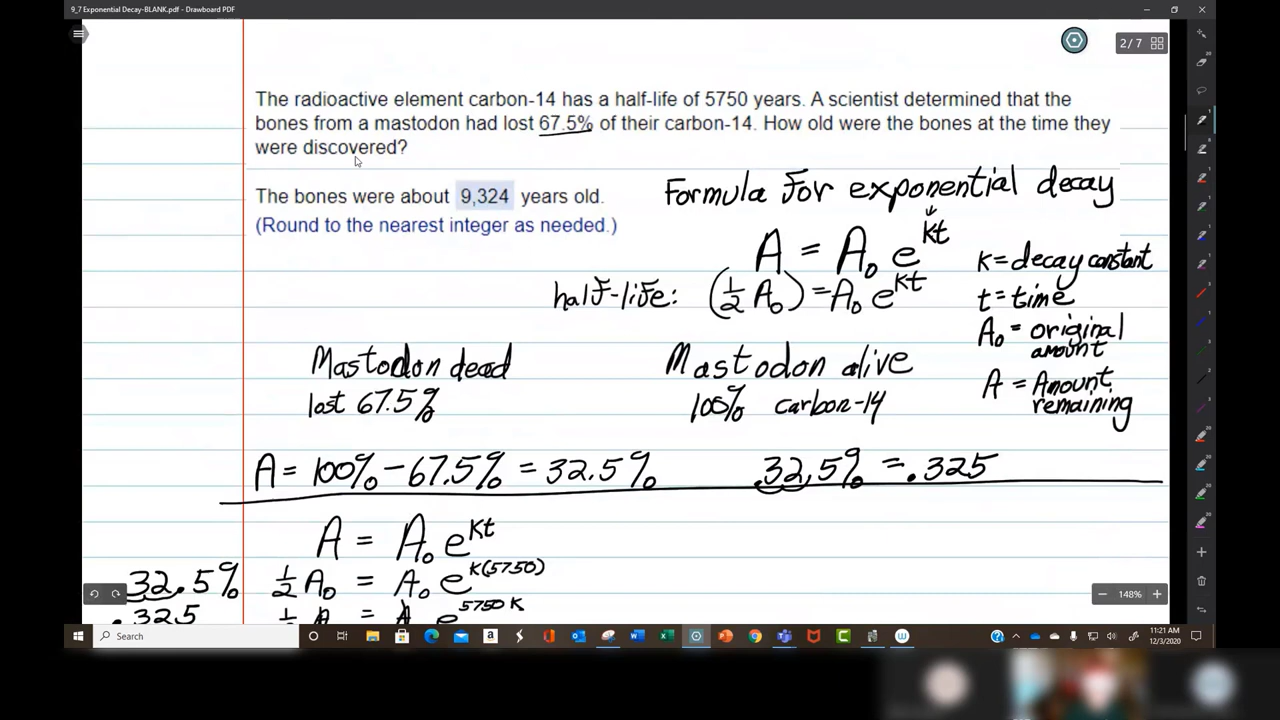 9_7 Exponential Decay-BLANK.pdf - Drawboard PDF
2/7
The radioactive element carbon-14 has a half-life of 5750 years. A scientist determined that the
bones from a mastodon had lost 67.5% of their carbon-14. How old were the bones at the time they
were discovered?
The bones were about 9,324 years old.
(Round to the nearest integer as needed.)
Formula for exponential decay
A = A₀ e^kt
half-life: (½ A₀) = A₀ e^kt
k = decay constant
t = time
A₀ = original
amount
A = Amount
remaining
Mastodon dead
lost 67.5%
Mastodon alive
100% carbon-14
A = 100% - 67.5% = 32.5%
.32.5% = .325
A = A₀ e^kt
32.5%
.325
½ A₀ = A₀ e^k(5750)
½ A = A e^5750 k
148%
Search
11:21 AM
12/3/2020